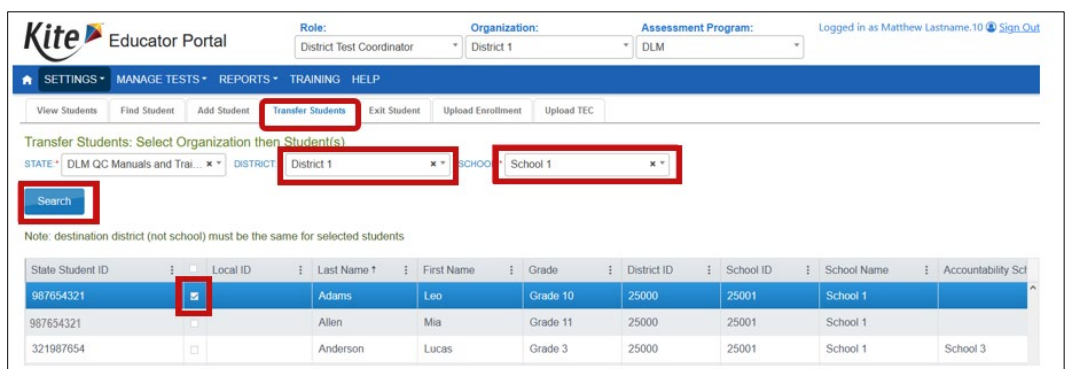 Kite Educator Portal
Role: Organization: Assessment Program: Logged in as Matthew Lastname.10 Sign Out
District Test Coordinator District 1 DLM
SETTINGS MANAGE TESTS REPORTS TRAINING HELP
View Students Find Student Add Student Transfer Students Exit Student Upload Enrollment Upload TEC
Transfer Students: Select Organization then Student(s)
STATE:* DLM QC Manuals and Trai... × DISTRICT District 1 × SCHOOL:* School 1 ×
Search
Note: destination district (not school) must be the same for selected students
State Student ID Local ID Last Name ↑ First Name Grade District ID School ID School Name Accountability Sch
987654321 Adams Leo Grade 10 25000 25001 School 1
987654321 Allen Mia Grade 11 25000 25001 School 1
321987654 Anderson Lucas Grade 3 25000 25001 School 1 School 3